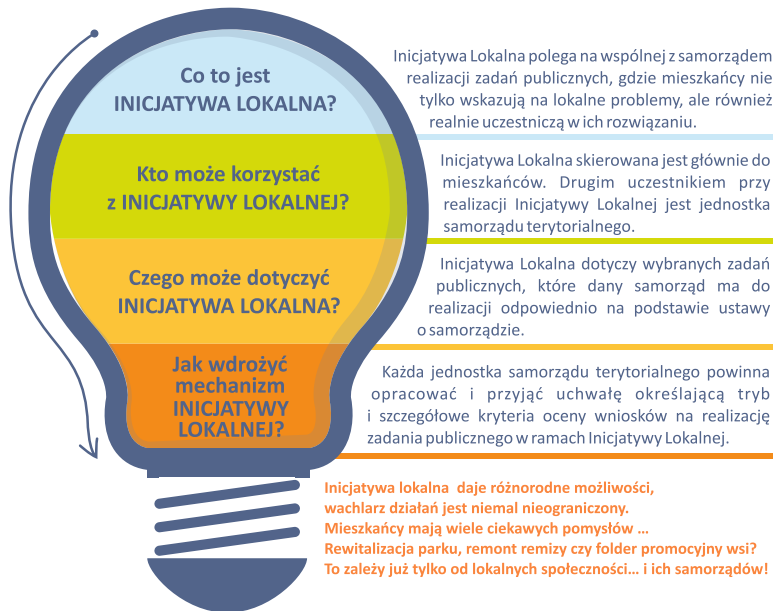 Co to jest
INICJATYWA LOKALNA?
Inicjatywa Lokalna polega na wspólnej z samorządem
realizacji zadań publicznych, gdzie mieszkańcy nie
tylko wskazują na lokalne problemy, ale również
realnie uczestniczą w ich rozwiązaniu.
Kto może korzystać
z INICJATYWY LOKALNEJ?
Inicjatywa Lokalna skierowana jest głównie do
mieszkańców. Drugim uczestnikiem przy
realizacji Inicjatywy Lokalnej jest jednostka
samorządu terytorialnego.
Czego może dotyczyć
INICJATYWA LOKALNA?
Inicjatywa Lokalna dotyczy wybranych zadań
publicznych, które dany samorząd ma do
realizacji odpowiednio na podstawie ustawy
o samorządzie.
Jak wdrożyć
mechanizm
INICJATYWY
LOKALNEJ?
Każda jednostka samorządu terytorialnego powinna
opracować i przyjąć uchwałę określającą tryb
i szczegółowe kryteria oceny wniosków na realizację
zadania publicznego w ramach Inicjatywy Lokalnej.
Inicjatywa lokalna daje różnorodne możliwości,
wachlarz działań jest niemal nieograniczony.
Mieszkańcy mają wiele ciekawych pomysłów ...
Rewitalizacja parku, remont remizy czy folder promocyjny wsi?
To zależy już tylko od lokalnych społeczności... i ich samorządów!